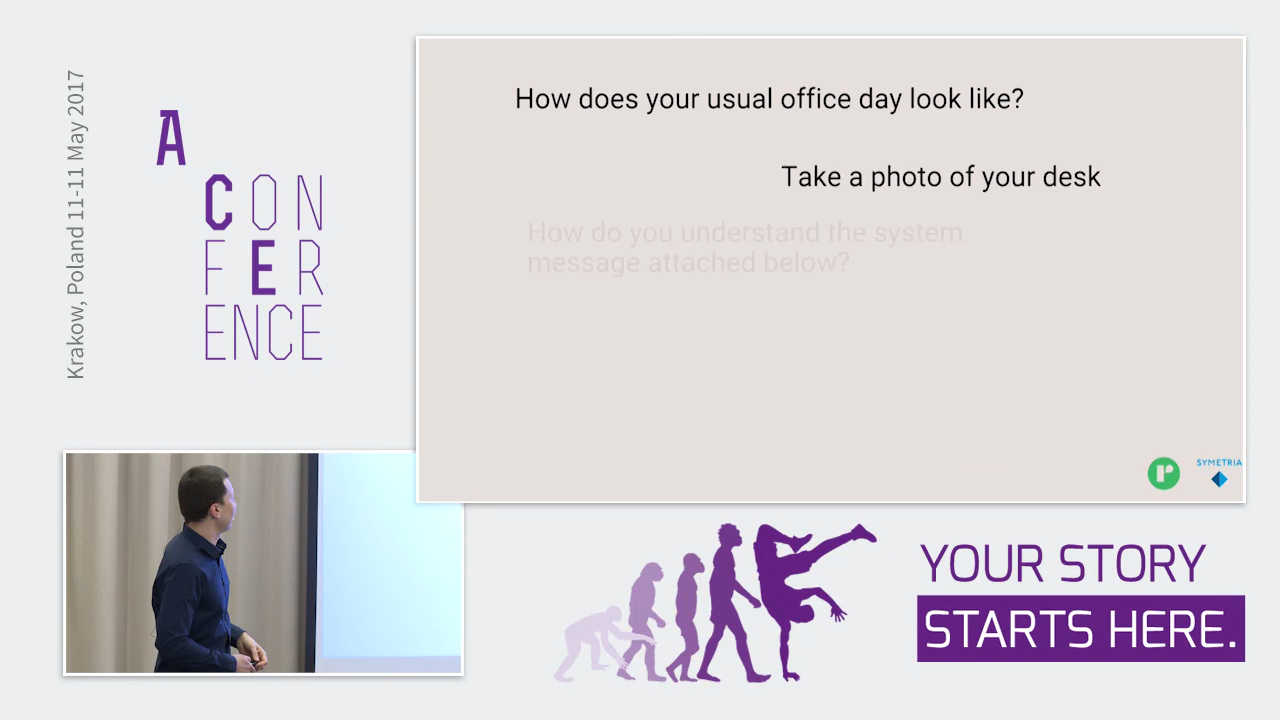 Krakow, Poland 11-11 May 2017
A
CON
FER
ENCE
How does your usual office day look like?
Take a photo of your desk
How do you understand the system
message attached below?
r
SYMETRIA
YOUR STORY
STARTS HERE.